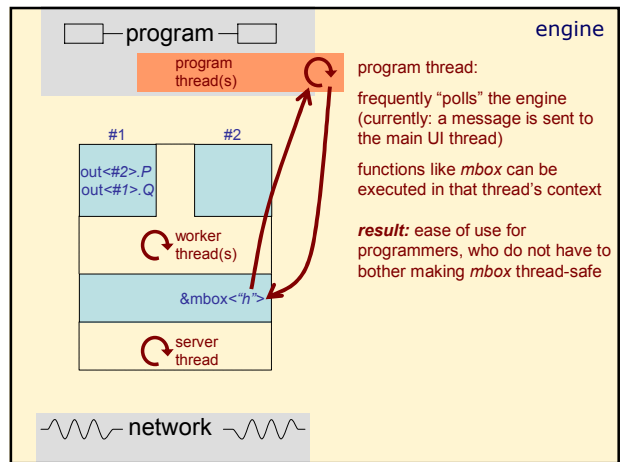 engine
program
program
thread(s)
#1
#2
out<#2>.P
out<#1>.Q
worker
thread(s)
&mbox<“h”>
server
thread
network
program thread:
frequently “polls” the engine
(currently: a message is sent to
the main UI thread)
functions like mbox can be
executed in that thread’s context
result: ease of use for
programmers, who do not have to
bother making mbox thread-safe